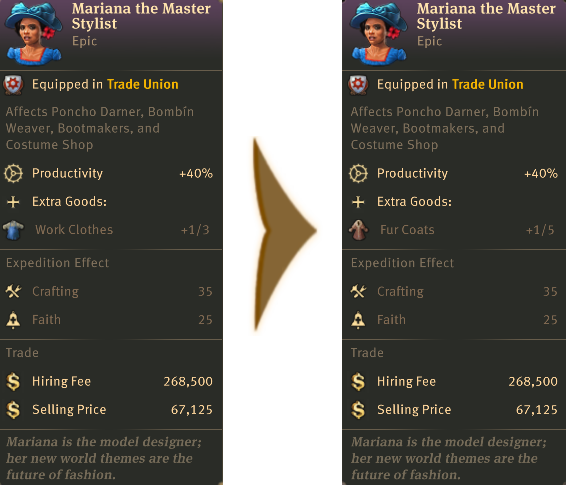 Mariana the Master
Stylist
Epic
Equipped in Trade Union
Affects Poncho Darner, Bombín
Weaver, Bootmakers, and
Costume Shop
Productivity +40%
Extra Goods:
Work Clothes +1/3
Expedition Effect
Crafting 35
Faith 25
Trade
Hiring Fee 268,500
Selling Price 67,125
Mariana is the model designer;
her new world themes are the
future of fashion.
Mariana the Master
Stylist
Epic
Equipped in Trade Union
Affects Poncho Darner, Bombín
Weaver, Bootmakers, and
Costume Shop
Productivity +40%
Extra Goods:
Fur Coats +1/5
Expedition Effect
Crafting 35
Faith 25
Trade
Hiring Fee 268,500
Selling Price 67,125
Mariana is the model designer;
her new world themes are the
future of fashion.